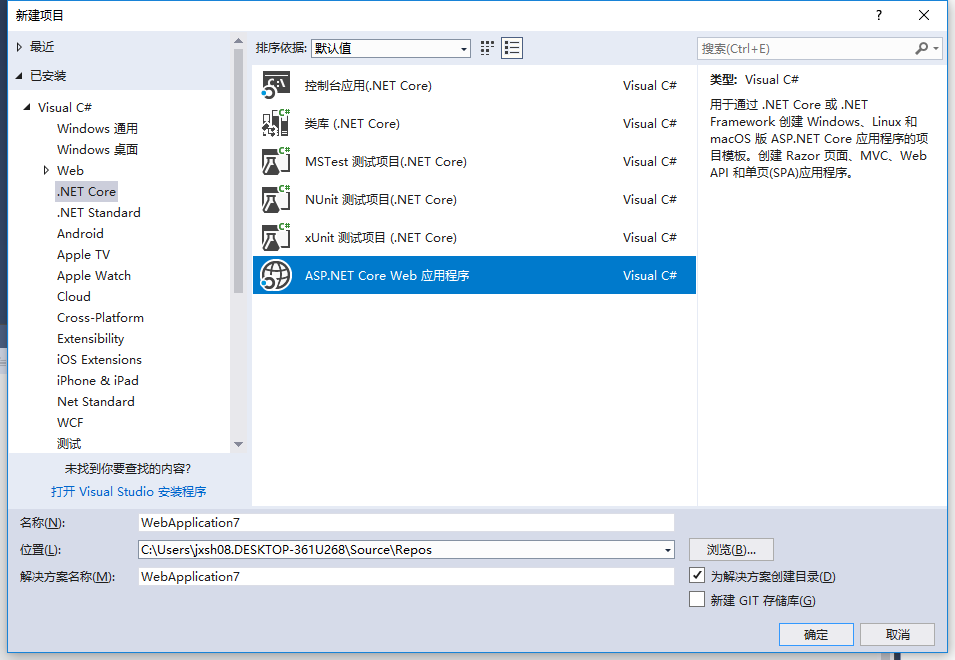 新建项目
?
最近
已安装
Visual C#
Windows 通用
Windows 桌面
Web
.NET Core
.NET Standard
Android
Apple TV
Apple Watch
Cloud
Cross-Platform
Extensibility
iOS Extensions
iPhone & iPad
Net Standard
WCF
测试
未找到你要查找的内容?
打开 Visual Studio 安装程序
排序依据: 默认值
控制台应用(.NET Core) Visual C#
类库 (.NET Core) Visual C#
MSTest 测试项目(.NET Core) Visual C#
NUnit 测试项目(.NET Core) Visual C#
xUnit 测试项目 (.NET Core) Visual C#
ASP.NET Core Web 应用程序 Visual C#
搜索(Ctrl+E)
类型: Visual C#
用于通过 .NET Core 或 .NET
Framework 创建 Windows、Linux 和
macOS 版 ASP.NET Core 应用程序的项
目模板。创建 Razor 页面、MVC、Web
API 和单页(SPA)应用程序。
名称(N): WebApplication7
位置(L): C:\Users\jxsh08.DESKTOP-361U268\Source\Repos 浏览(B)...
解决方案名称(M): WebApplication7 为解决方案创建目录(D)
新建 GIT 存储库(G)
确定 取消